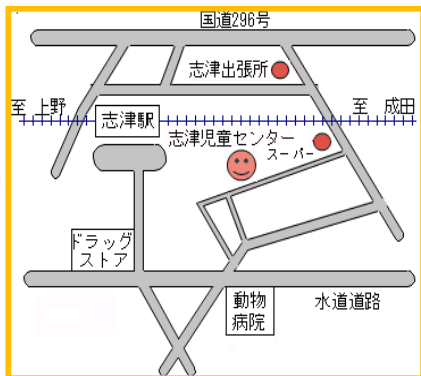 国道296号
志津出張所
至 上野
志津駅
至 成田
志津児童センター
スーパー
ドラッグ
ストア
動物
病院
水道道路